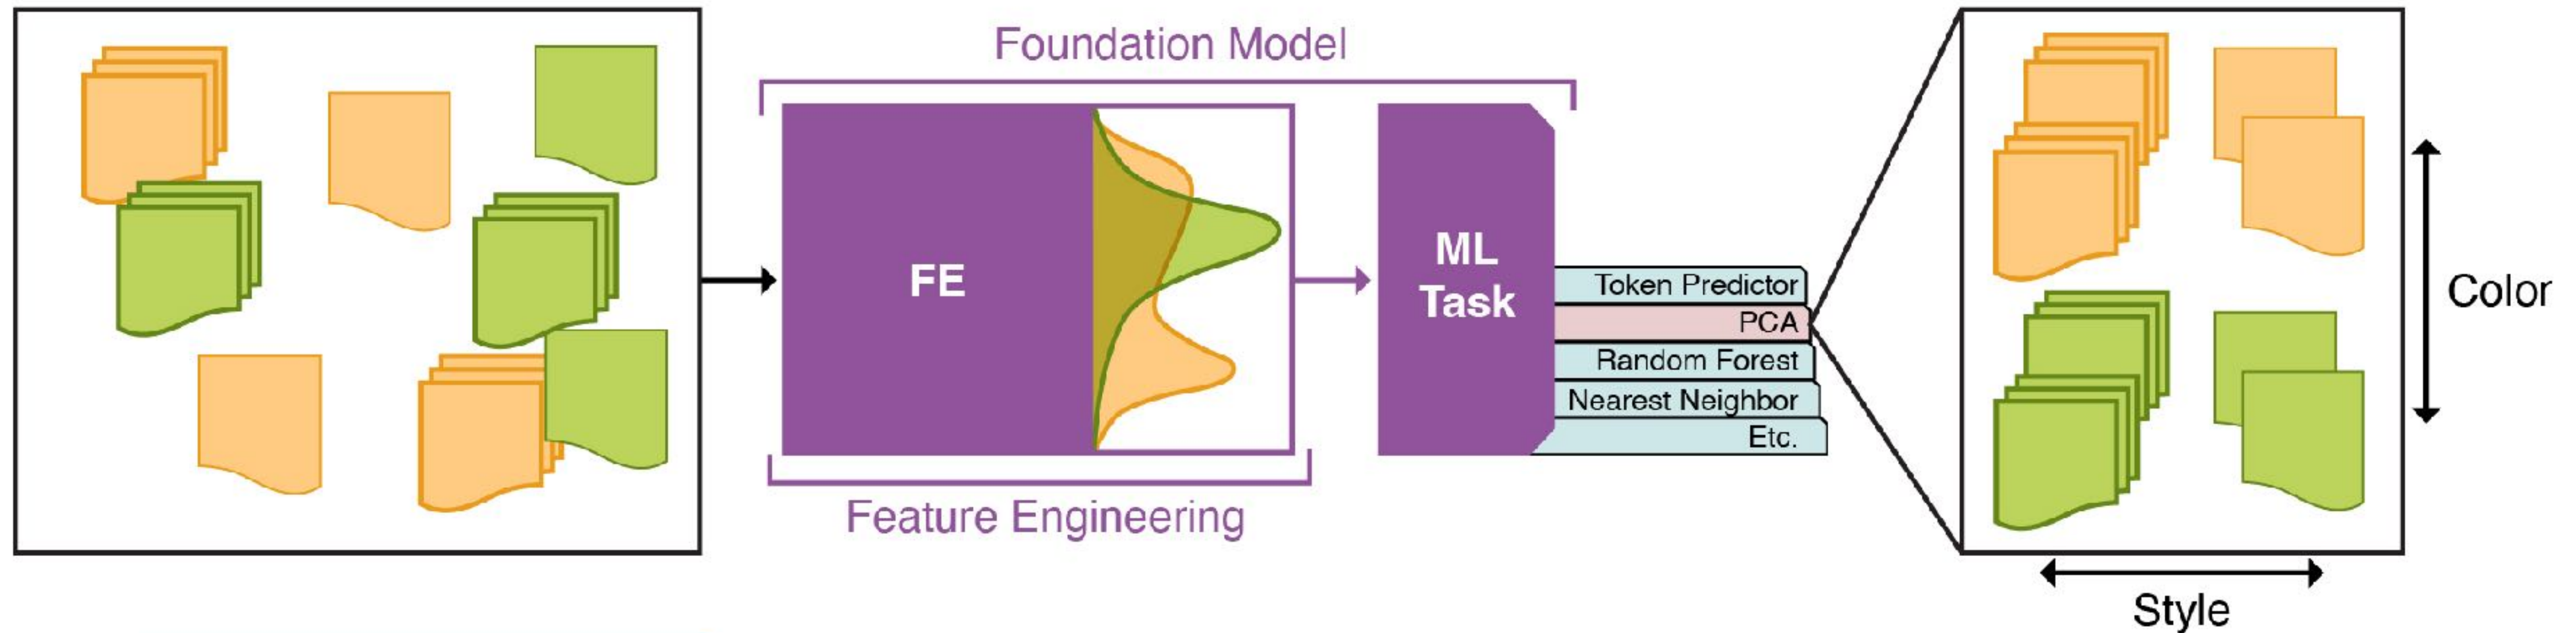 Foundation Model
FE
ML
Task
Token Predictor
PCA
Random Forest
Nearest Neighbor
Etc.
Feature Engineering
Color
Style